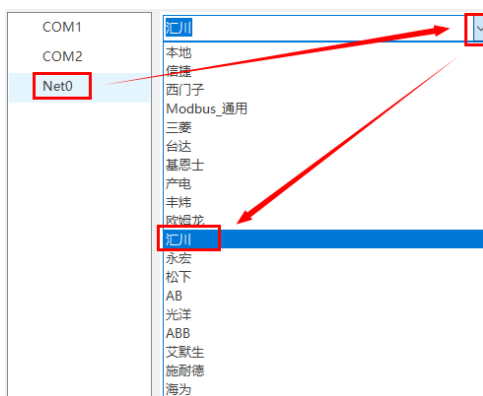 COM1
COM2
Net0
汇川
本地
信捷
西门子
Modbus_通用
三菱
台达
基恩士
产电
丰炜
欧姆龙
汇川
永宏
松下
AB
光洋
ABB
艾默生
施耐德
海为